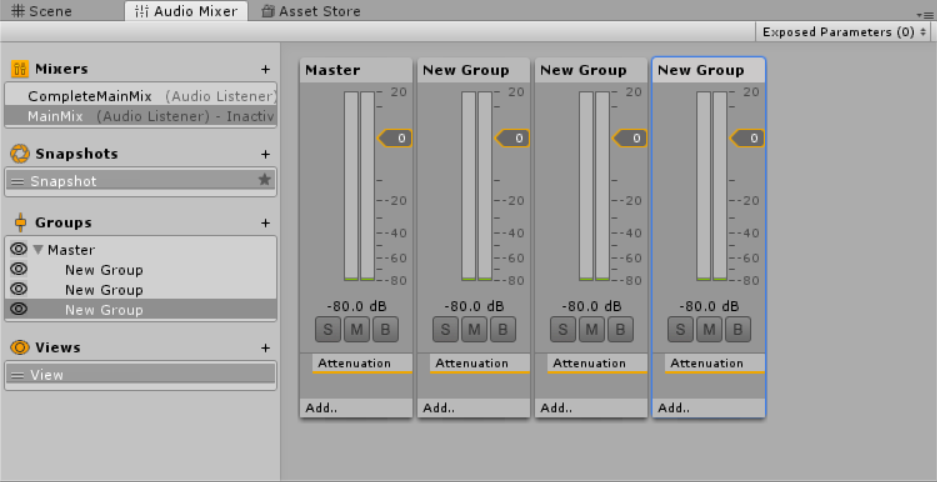 Scene
Audio Mixer
Asset Store
Exposed Parameters (0)
Mixers +
CompleteMainMix (Audio Listener)
MainMix (Audio Listener) - Inactiv
Snapshots +
Snapshot
Groups +
Master
New Group
New Group
New Group
Views +
View
Master
20
0
-20
-40
-60
-80
-80.0 dB
S M B
Attenuation
Add..
New Group
20
0
-20
-40
-60
-80
-80.0 dB
S M B
Attenuation
Add..
New Group
20
0
-20
-40
-60
-80
-80.0 dB
S M B
Attenuation
Add..
New Group
20
0
-20
-40
-60
-80
-80.0 dB
S M B
Attenuation
Add..